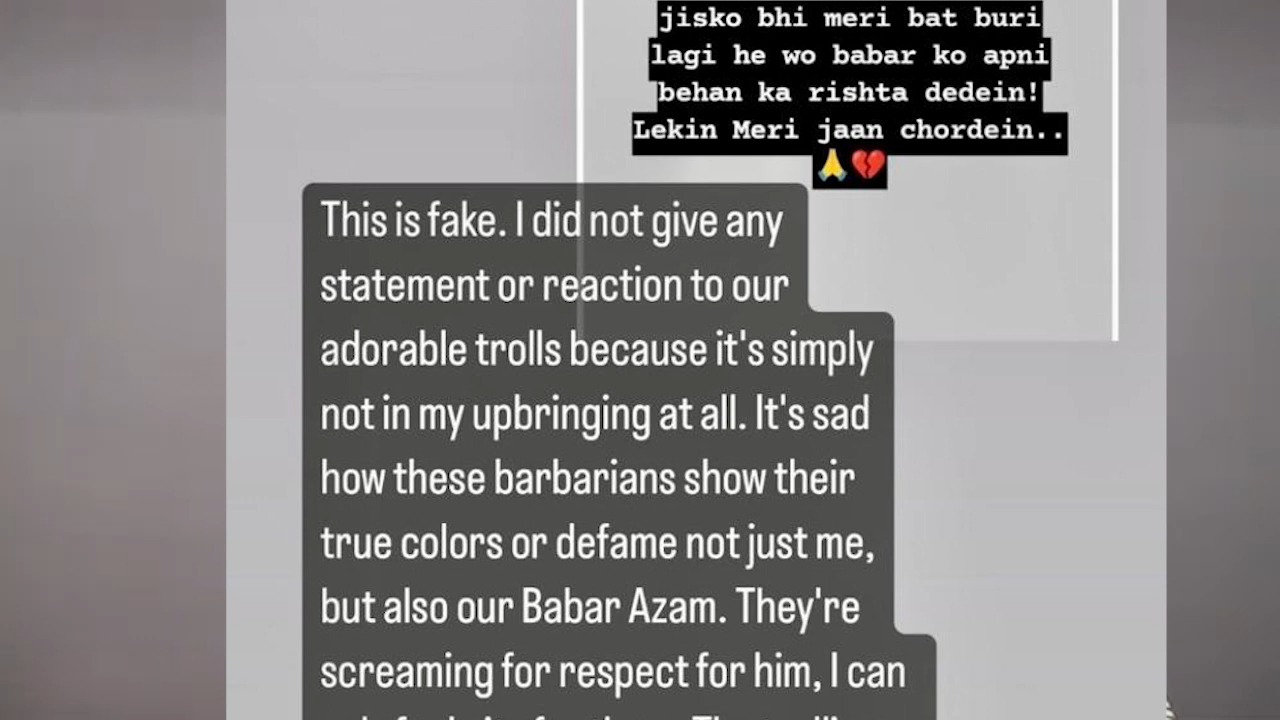 jisko bhi meri bat buri
lagi he wo babar ko apni
behan ka rishta dedein!
Lekin Meri jaan chordein..
🙏💔
This is fake. I did not give any
statement or reaction to our
adorable trolls because it's simply
not in my upbringing at all. It's sad
how these barbarians show their
true colors or defame not just me,
but also our Babar Azam. They're
screaming for respect for him, I can